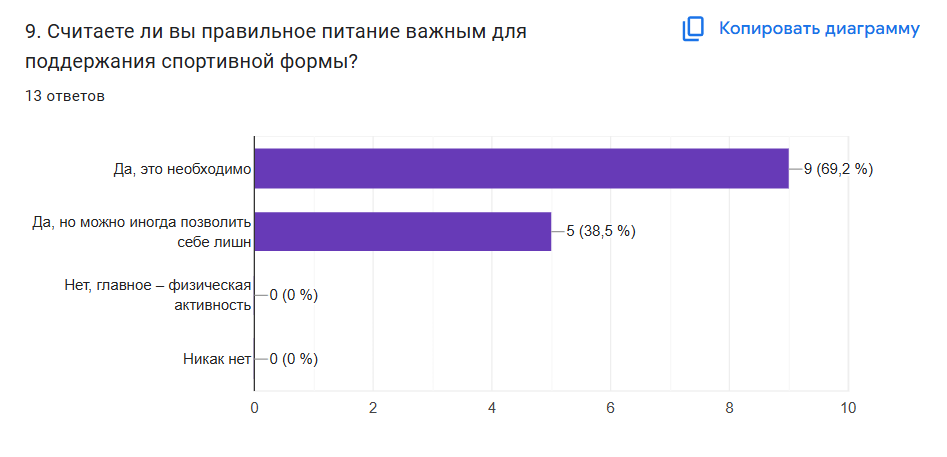 9. Считаете ли вы правильное питание важным для
поддержания спортивной формы?
Копировать диаграмму
13 ответов
Да, это необходимо
9 (69,2 %)
Да, но можно иногда позволить
себе лишн
5 (38,5 %)
Нет, главное – физическая
активность
0 (0 %)
Никак нет
0 (0 %)
0 2 4 6 8 10